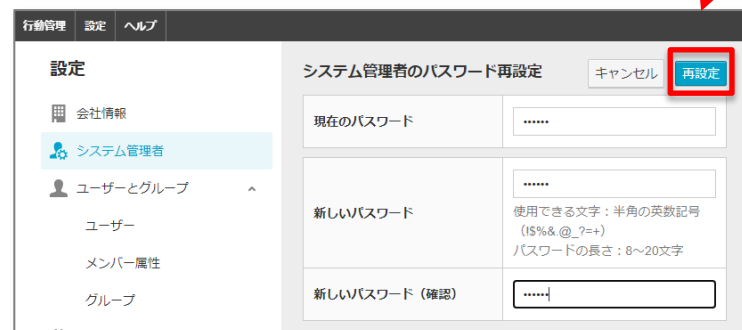 行動管理 設定 ヘルプ
設定
会社情報
システム管理者
ユーザーとグループ
ユーザー
メンバー属性
グループ
システム管理者のパスワード再設定 キャンセル 再設定
現在のパスワード ••••••
新しいパスワード ••••••
使用できる文字：半角の英数記号
（!$%&.@_?=+）
パスワードの長さ：8～20文字
新しいパスワード（確認） ••••••